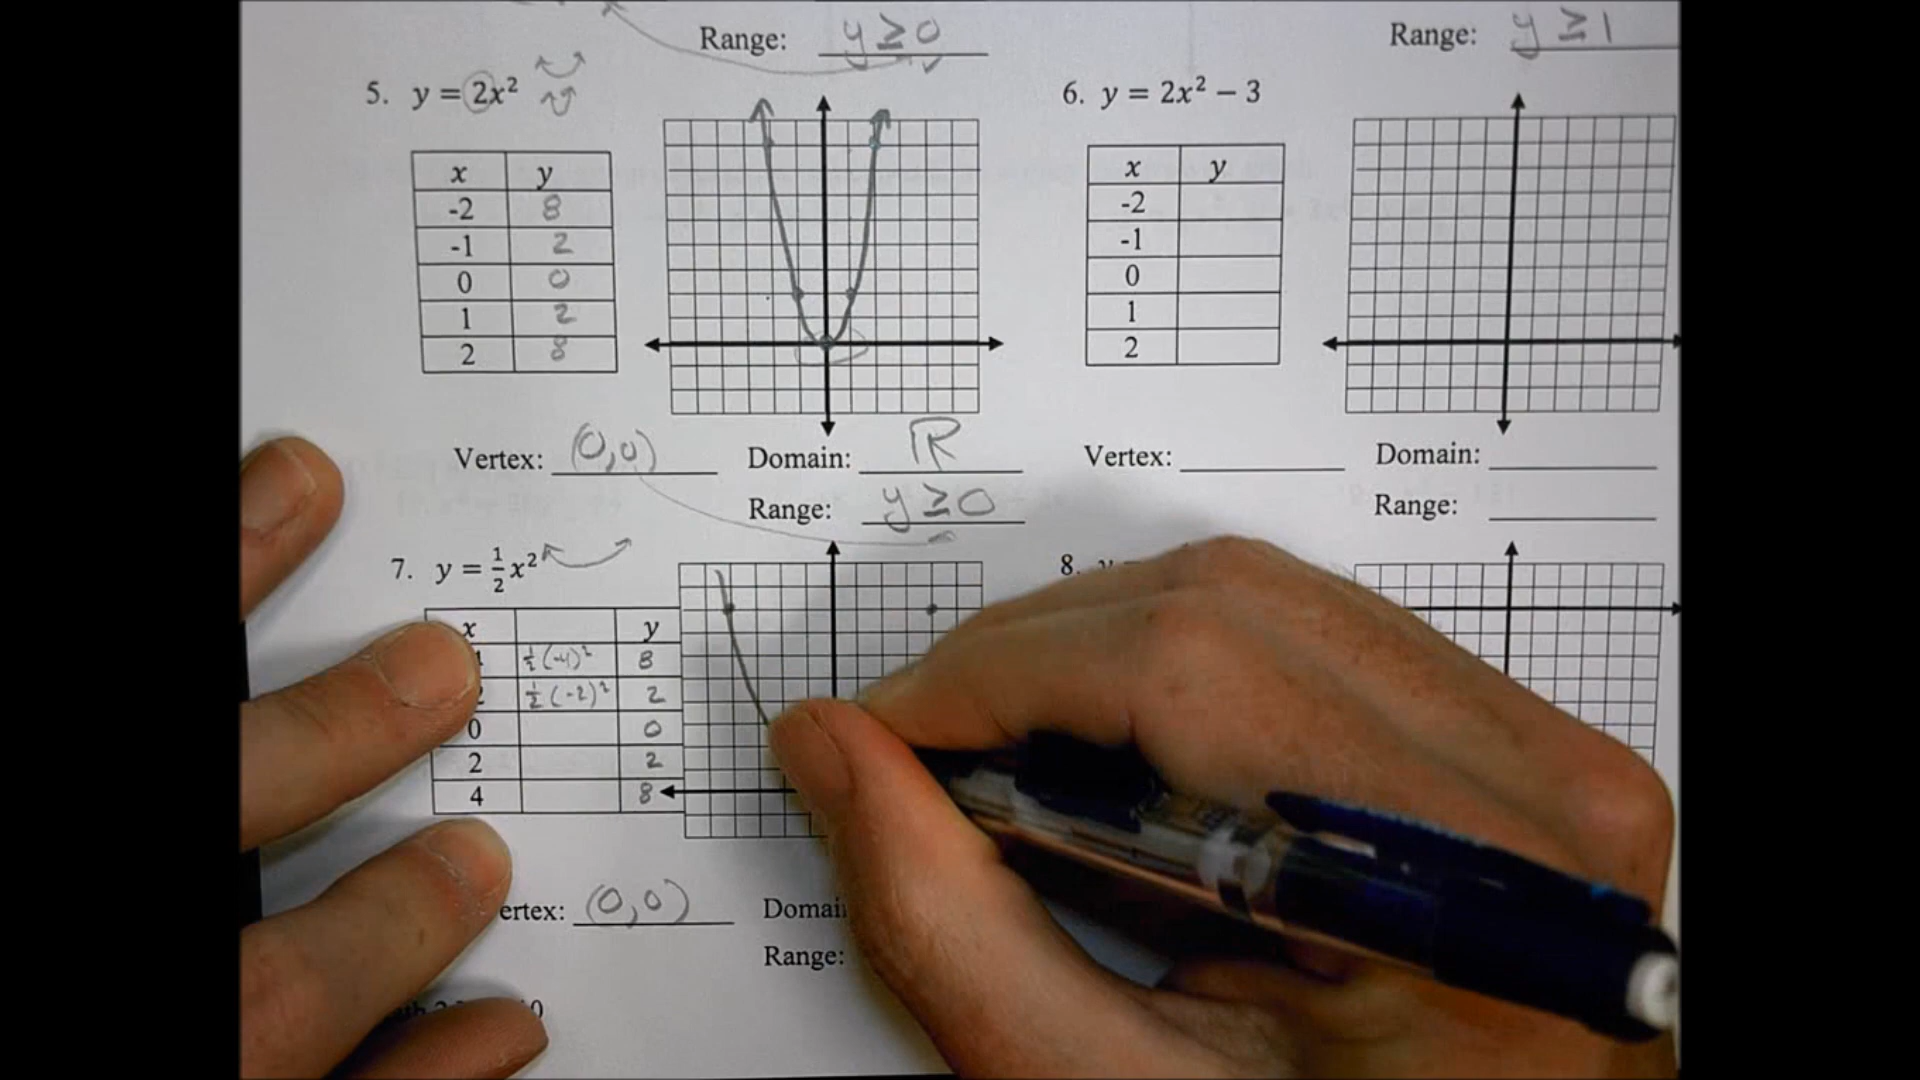 Range: y ≥ 0
Range: y ≥ 1
5. y = 2x²
x y
-2 8
-1 2
0 0
1 2
2 8
Vertex: (0,0)
Domain: ℝ
Range: y ≥ 0
6. y = 2x² − 3
x y
-2
-1
0
1
2
Vertex:
Domain:
Range:
7. y = ½x²
x y
½(-4)² 8
½(-2)² 2
0 0
2 2
4 8
ertex: (0,0)
Domai
Range:
8.